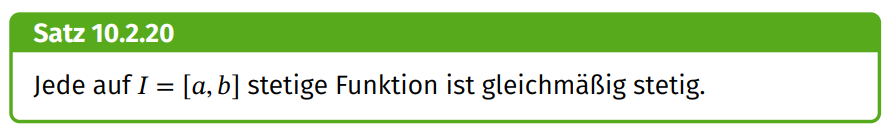 Satz 10.2.20
Jede auf I = [a, b] stetige Funktion ist gleichmäßig stetig.